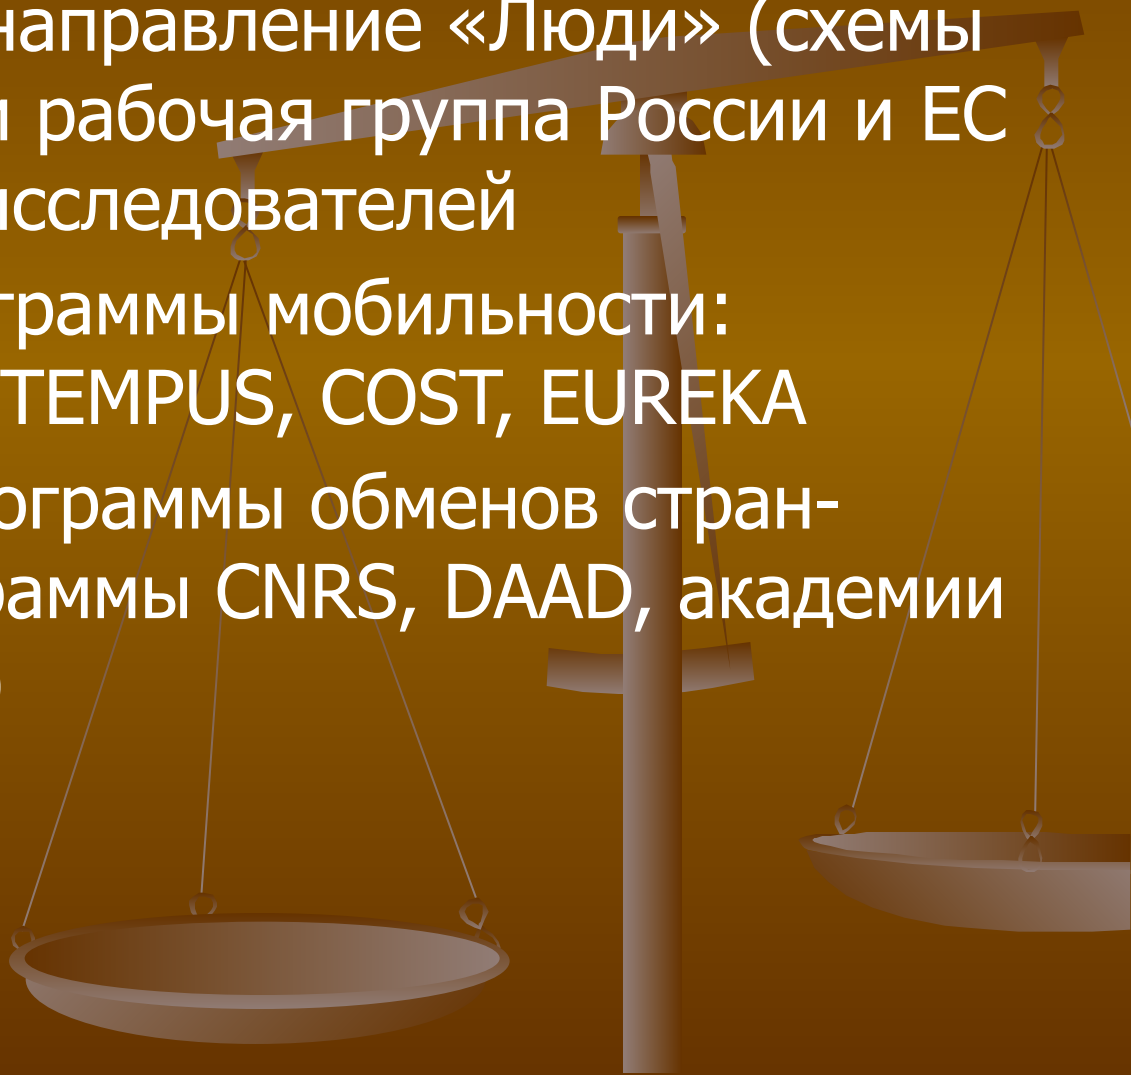 направление «Люди» (схемы
и рабочая группа России и ЕС
исследователей
граммы мобильности:
TEMPUS, COST, EUREKA
ограммы обменов стран-
раммы CNRS, DAAD, академии
)